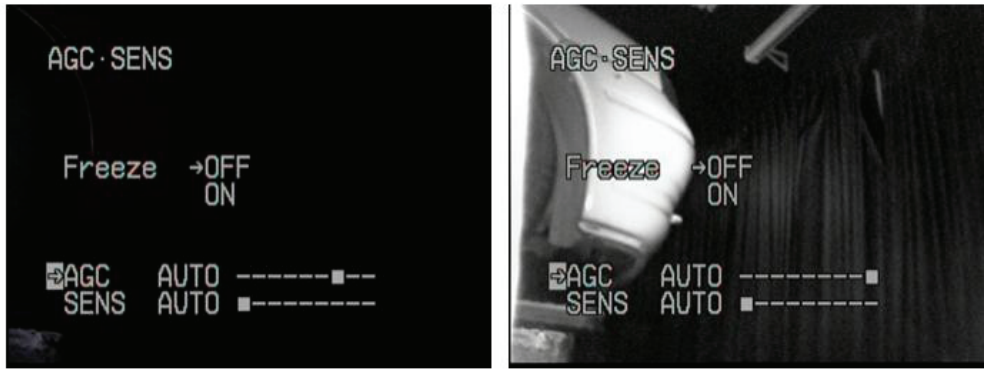 AGC·SENS
Freeze →OFF
ON
→AGC AUTO ------■--
SENS AUTO ■--------
AGC·SENS
Freeze →OFF
ON
→AGC AUTO --------■
SENS AUTO ■--------